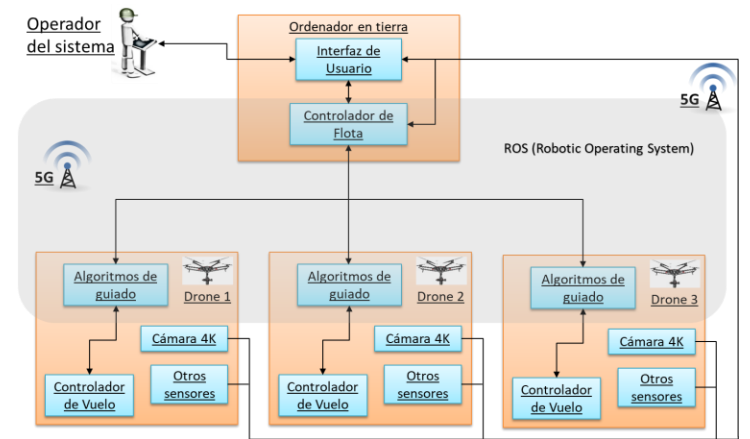 Operador
del sistema
Ordenador en tierra
Interfaz de
Usuario
Controlador de
Flota
5G
ROS (Robotic Operating System)
5G
Algoritmos de
guiado
Drone 1
Cámara 4K
Otros
sensores
Controlador
de Vuelo
Algoritmos de
guiado
Drone 2
Cámara 4K
Otros
sensores
Controlador
de Vuelo
Algoritmos de
guiado
Drone 3
Cámara 4K
Otros
sensores
Controlador
de Vuelo